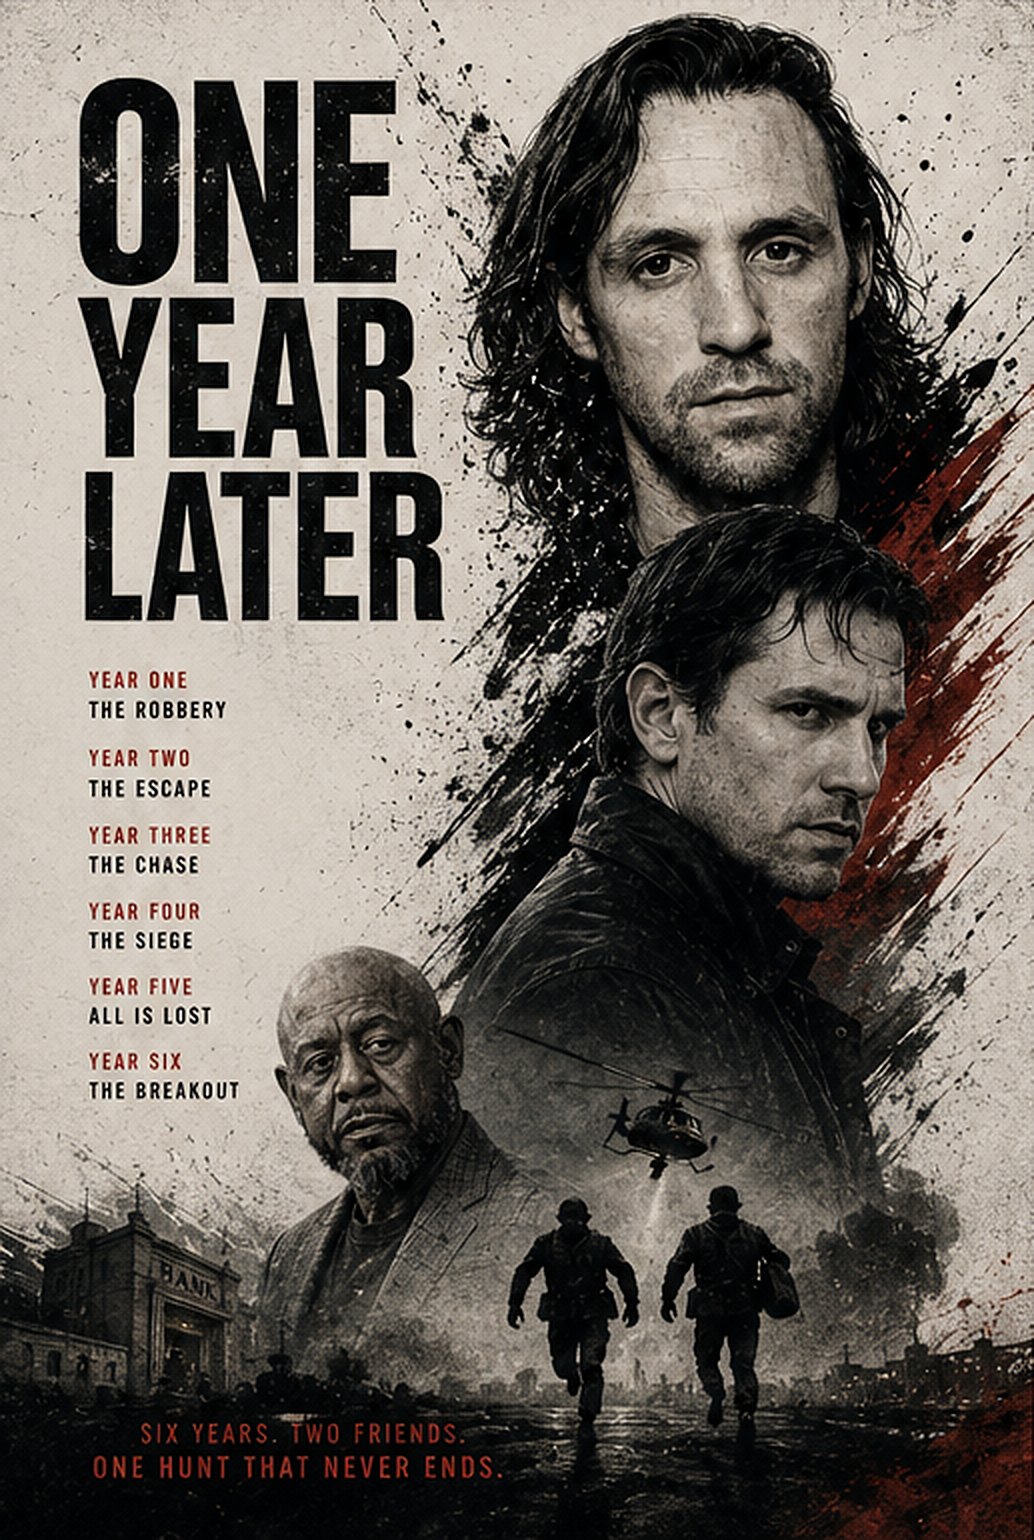 ONE
YEAR
LATER
YEAR ONE
THE ROBBERY
YEAR TWO
THE ESCAPE
YEAR THREE
THE CHASE
YEAR FOUR
THE SIEGE
YEAR FIVE
ALL IS LOST
YEAR SIX
THE BREAKOUT
BANK
SIX YEARS. TWO FRIENDS.
ONE HUNT THAT NEVER ENDS.